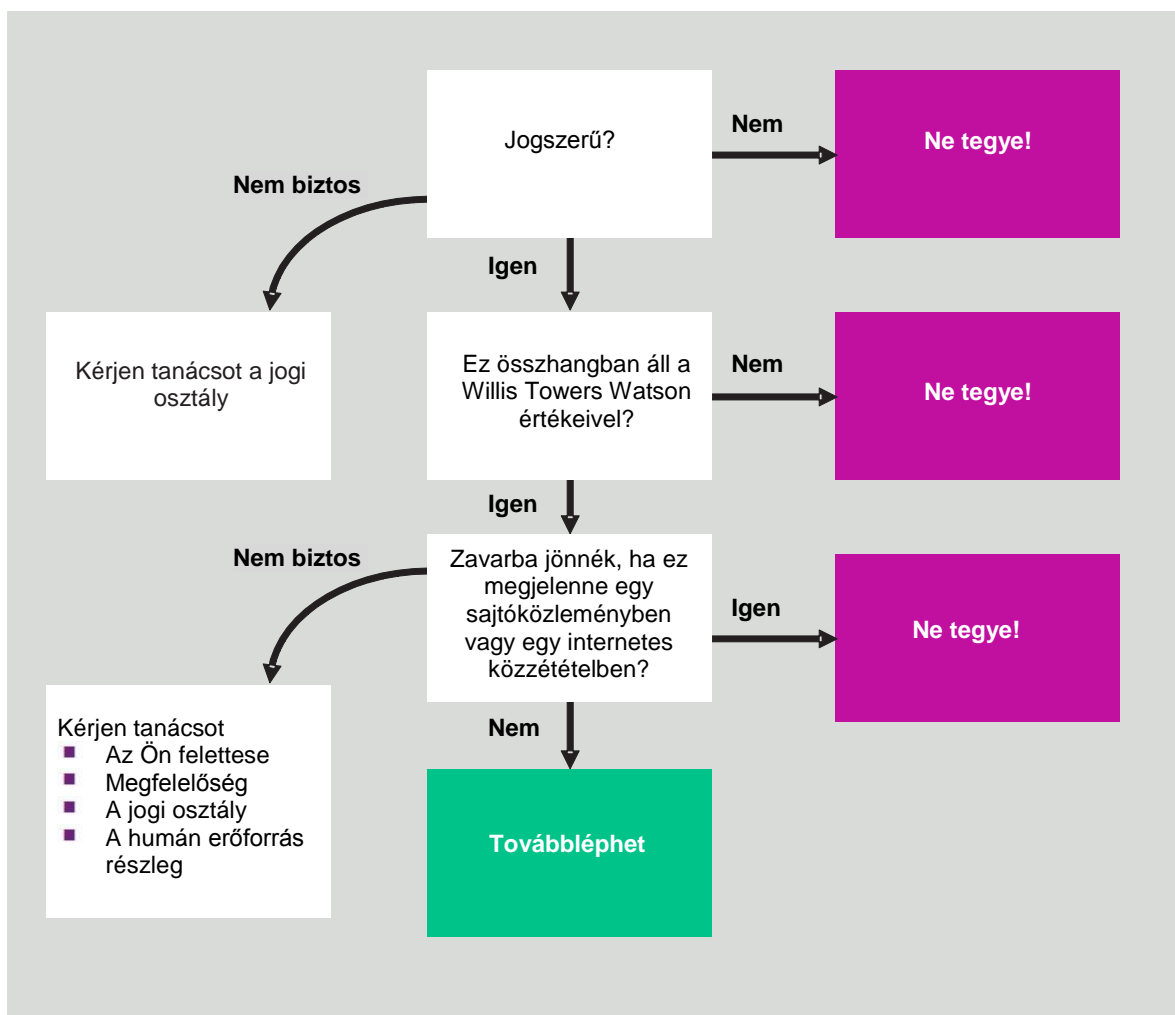 Jogszerű?
Nem
Ne tegye!
Nem biztos
Igen
Kérjen tanácsot a jogi
osztály
Ez összhangban áll a
Willis Towers Watson
értékeivel?
Nem
Ne tegye!
Igen
Nem biztos
Zavarba jönnék, ha ez
megjelenne egy
sajtóközleményben
vagy egy internetes
közzétételben?
Igen
Ne tegye!
Nem
Kérjen tanácsot
Az Ön felettese
Megfelelőség
A jogi osztály
A humán erőforrás
részleg
Továbbléphet